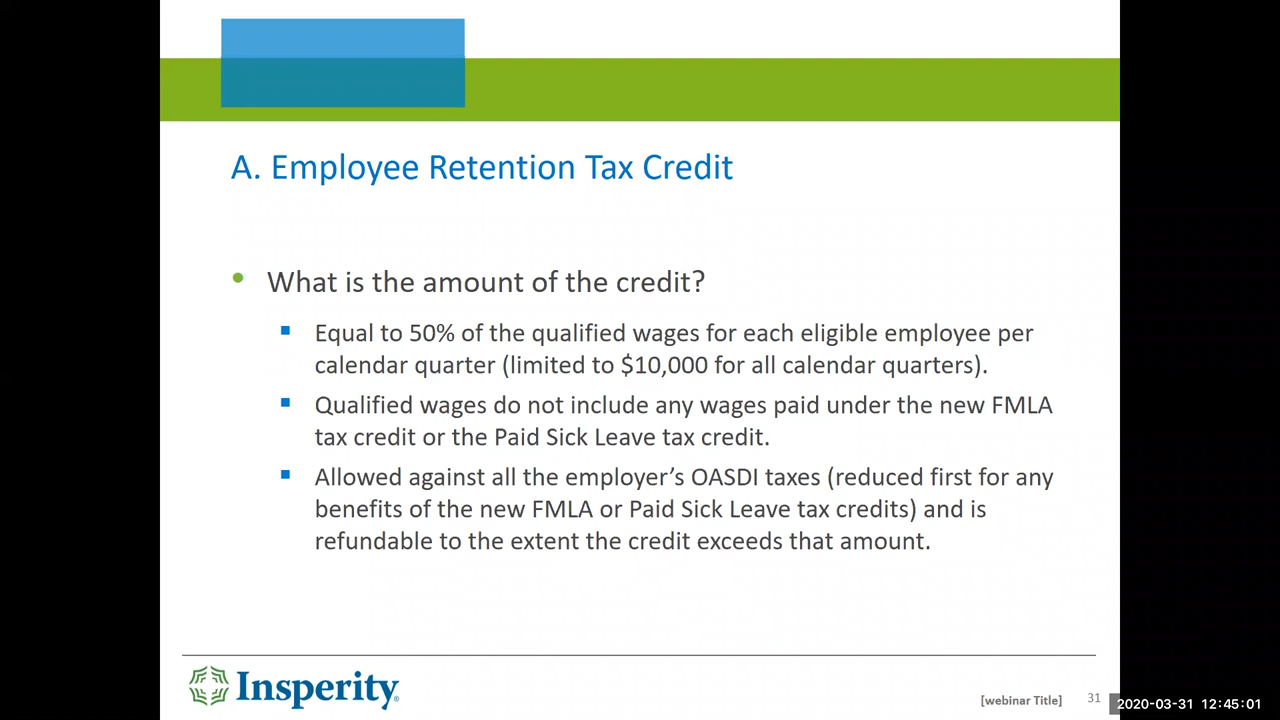 A. Employee Retention Tax Credit
• What is the amount of the credit?
▪ Equal to 50% of the qualified wages for each eligible employee per
calendar quarter (limited to $10,000 for all calendar quarters).
▪ Qualified wages do not include any wages paid under the new FMLA
tax credit or the Paid Sick Leave tax credit.
▪ Allowed against all the employer’s OASDI taxes (reduced first for any
benefits of the new FMLA or Paid Sick Leave tax credits) and is
refundable to the extent the credit exceeds that amount.
Insperity
[webinar Title] 31
2020-03-31 12:45:01